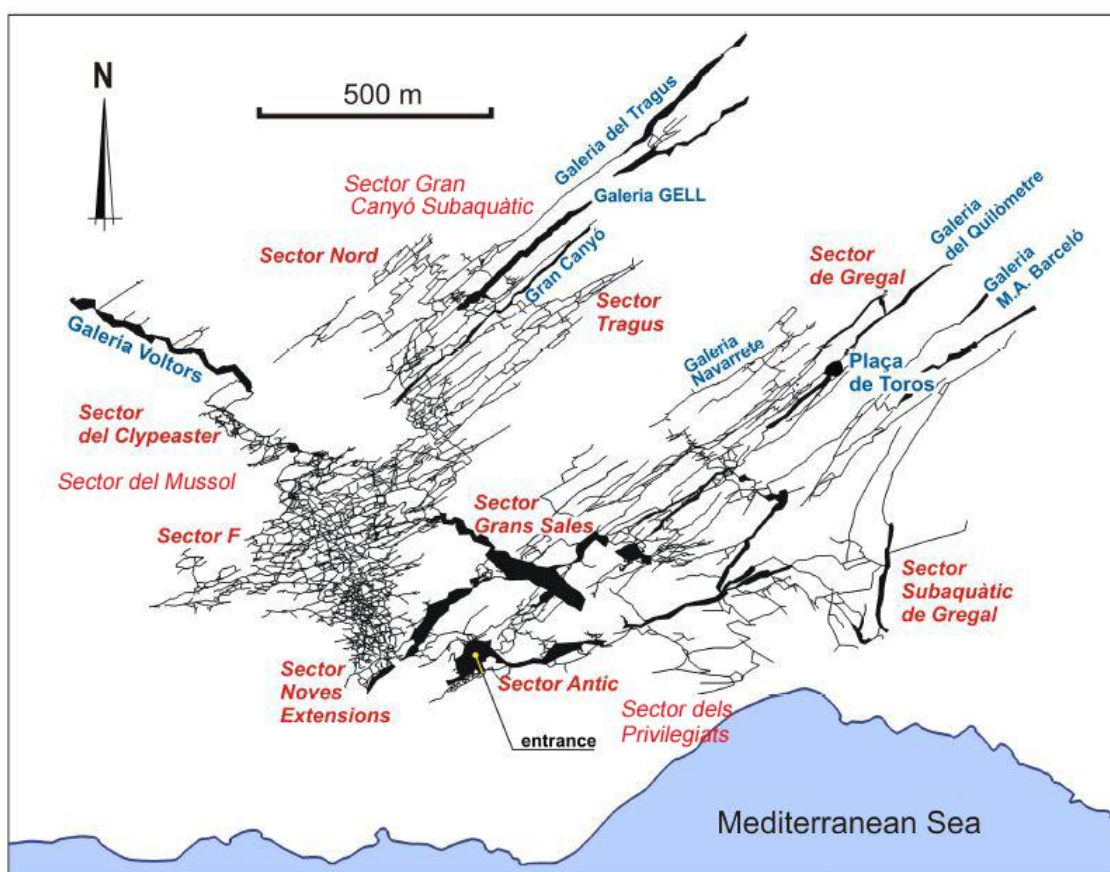 N
500 m
Galeria del Tragus
Sector Gran
Canyó Subaquàtic
Galeria GELL
Sector Nord
Gran Canyó
Sector
Tragus
Sector
de Gregal
Galeria
del Quilòmetre
Galeria
M.A. Barceló
Galeria Voltors
Galeria
Navarrete
Plaça
de Toros
Sector
del Clypeaster
Sector del Mussol
Sector F
Sector
Grans Sales
Sector
Subaquàtic
de Gregal
Sector
Noves
Extensions
Sector Antic
Sector dels
Privilegiats
entrance
Mediterranean Sea